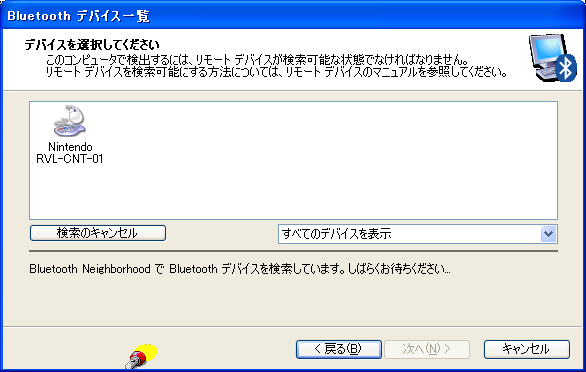 Bluetooth デバイス一覧
デバイスを選択してください
このコンピュータで検出するには、リモート デバイスが検索可能な状態でなければなりません。
リモート デバイスを検索可能にする方法については、リモート デバイスのマニュアルを参照してください。
Nintendo
RVL-CNT-01
検索のキャンセル
すべてのデバイスを表示
Bluetooth Neighborhood で Bluetooth デバイスを検索しています。しばらくお待ちください...
< 戻る(B)
次へ(N) >
キャンセル